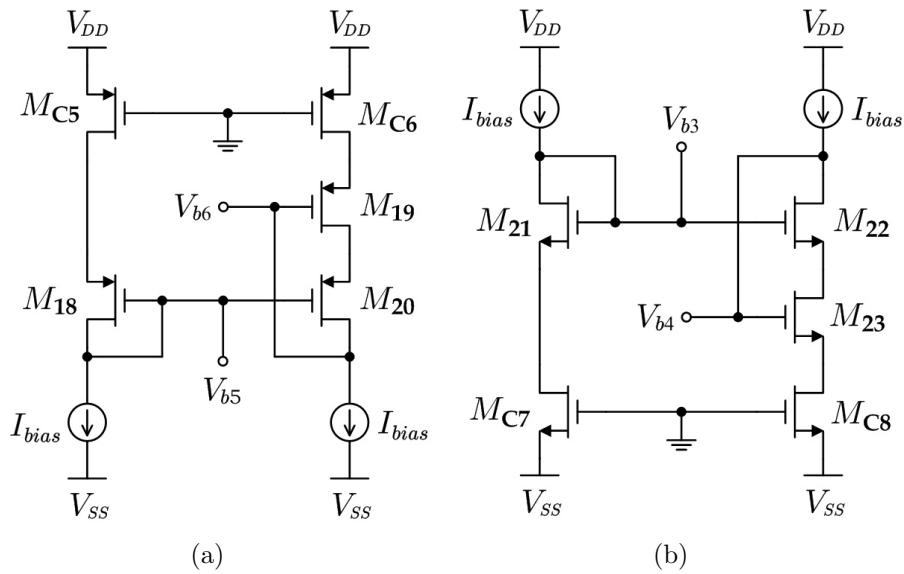 V_DD V_DD V_DD V_DD
M_C5 M_C6 I_bias V_b3 I_bias
V_b6 M_19 M_21 M_22
M_18 M_20 V_b4 M_23
V_b5
I_bias I_bias M_C7 M_C8
V_SS V_SS V_SS V_SS
(a) (b)